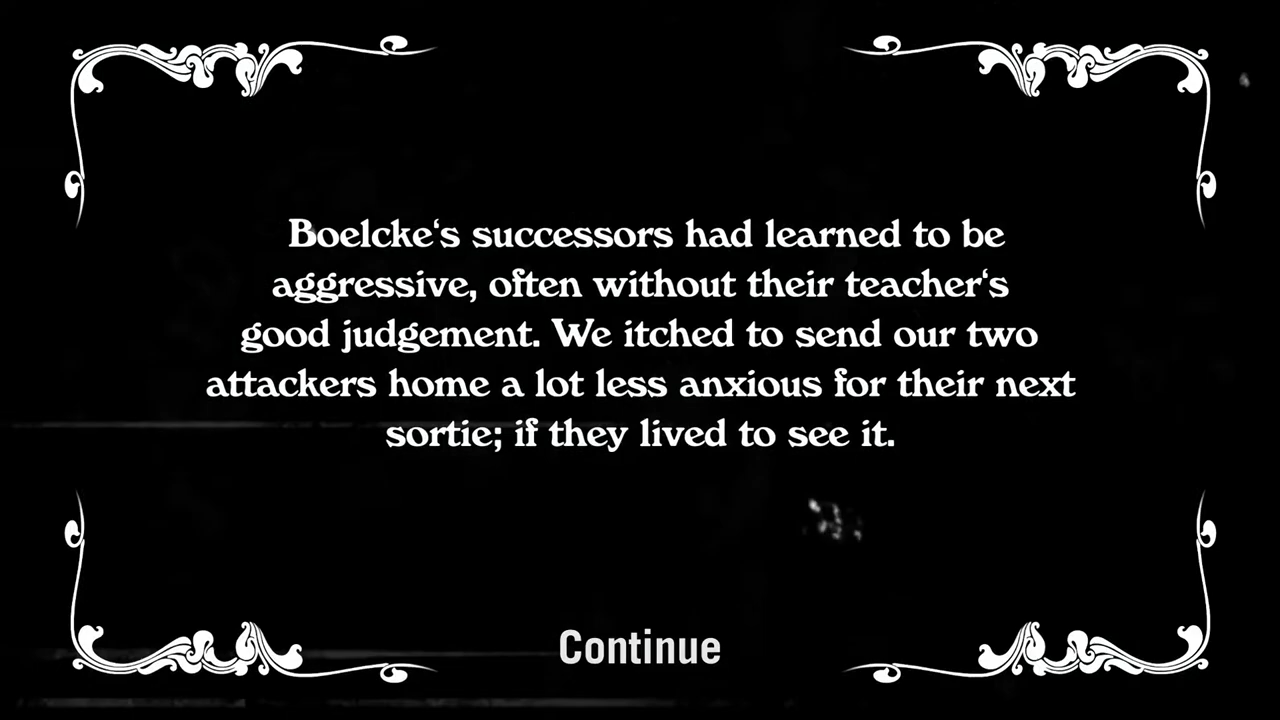 Boelcke‘s successors had learned to be
aggressive, often without their teacher‘s
good judgement. We itched to send our two
attackers home a lot less anxious for their next
sortie; if they lived to see it.
Continue